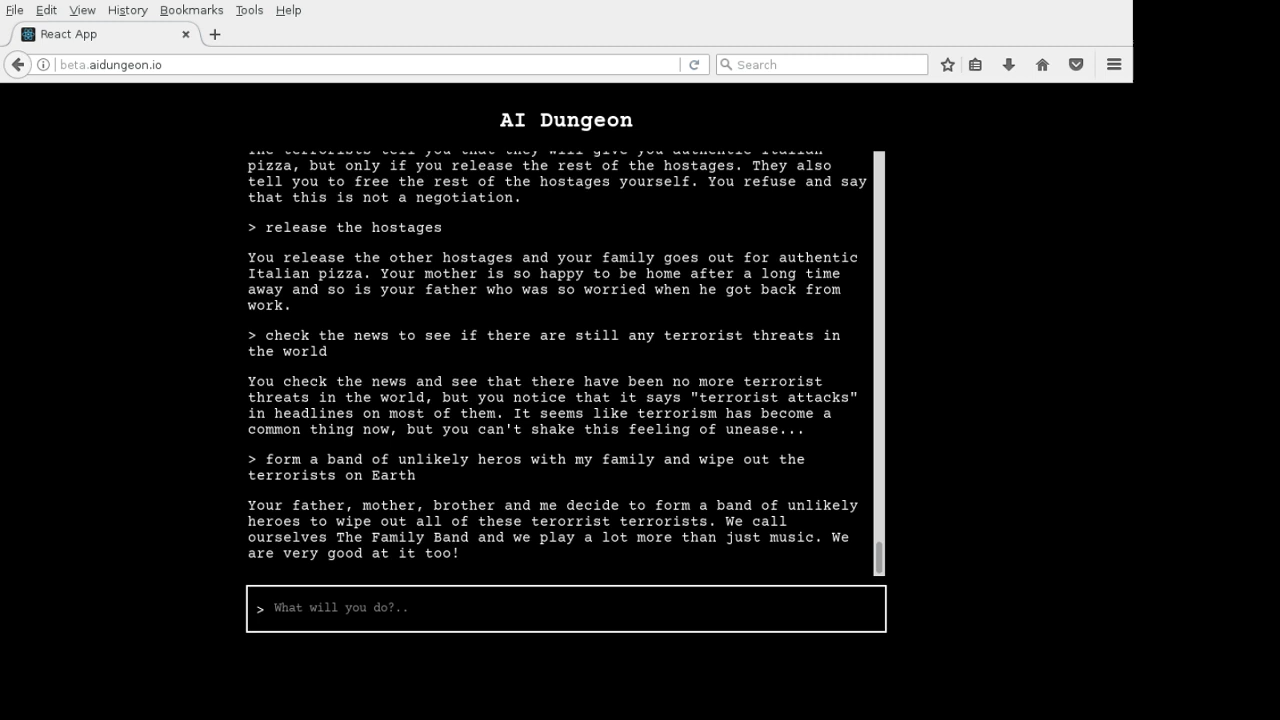 File Edit View History Bookmarks Tools Help
React App
beta.aidungeon.io
Search
AI Dungeon
The terrorists tell you that they will give you authentic Italian
pizza, but only if you release the rest of the hostages. They also
tell you to free the rest of the hostages yourself. You refuse and say
that this is not a negotiation.
> release the hostages
You release the other hostages and your family goes out for authentic
Italian pizza. Your mother is so happy to be home after a long time
away and so is your father who was so worried when he got back from
work.
> check the news to see if there are still any terrorist threats in
the world
You check the news and see that there have been no more terrorist
threats in the world, but you notice that it says "terrorist attacks"
in headlines on most of them. It seems like terrorism has become a
common thing now, but you can't shake this feeling of unease...
> form a band of unlikely heros with my family and wipe out the
terrorists on Earth
Your father, mother, brother and me decide to form a band of unlikely
heroes to wipe out all of these terorrist terrorists. We call
ourselves The Family Band and we play a lot more than just music. We
are very good at it too!
> What will you do?..